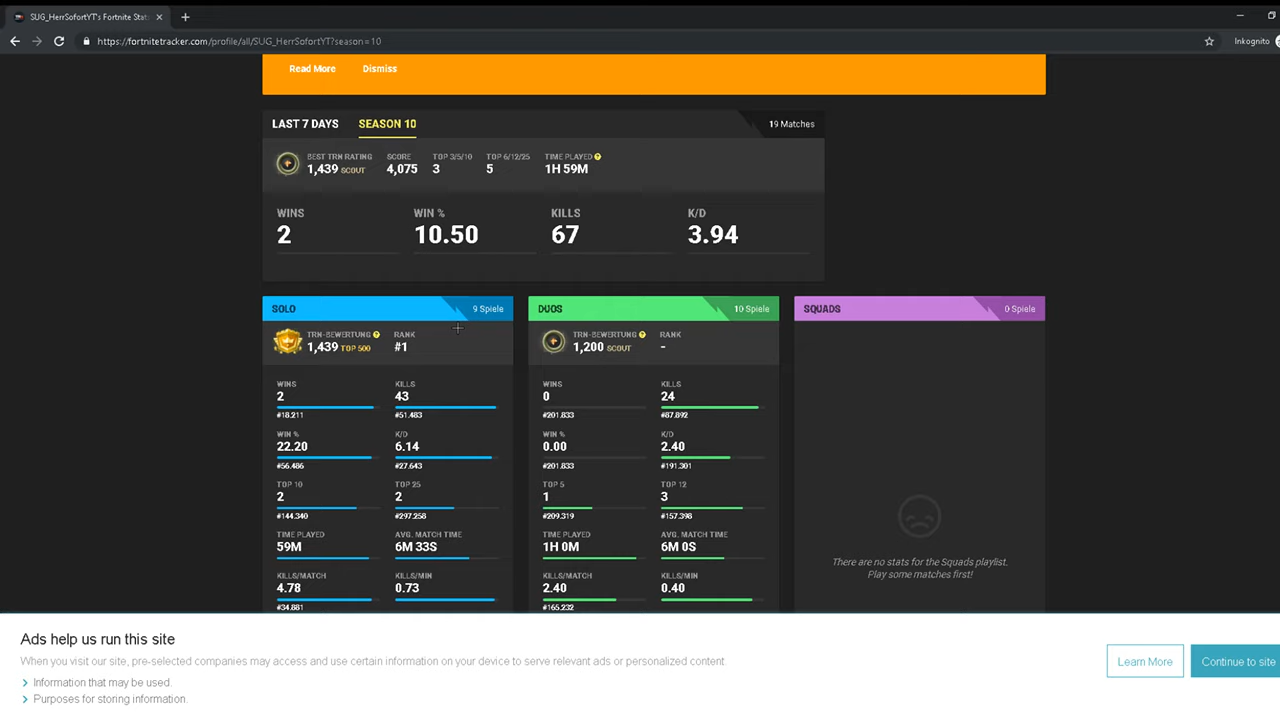 SUG_HerrSofortYT's Fortnite Stats
https://fortnitetracker.com/profile/all/SUG_HerrSofortYT?season=10
Inkognito
Read More Dismiss
LAST 7 DAYS SEASON 10 19 Matches
BEST TRN RATING SCORE TOP 3/5/10 TOP 6/12/25 TIME PLAYED
1,439 SCOUT 4,075 3 5 1H 59M
WINS WIN % KILLS K/D
2 10.50 67 3.94
SOLO 9 Spiele DUOS 10 Spiele SQUADS 0 Spiele
TRN-BEWERTUNG RANK TRN-BEWERTUNG RANK
1,439 TOP 500 #1 1,200 SCOUT -
WINS KILLS WINS KILLS
2 43 0 24
#18.211 #51.483 #201.833 #87.892
WIN % K/D WIN % K/D
22.20 6.14 0.00 2.40
#56.486 #27.643 #201.833 #191.301
TOP 10 TOP 25 TOP 5 TOP 12
2 2 1 3
#144.340 #297.258 #209.319 #157.398
TIME PLAYED AVG. MATCH TIME TIME PLAYED AVG. MATCH TIME
59M 6M 33S 1H 0M 6M 0S
There are no stats for the Squads playlist.
Play some matches first!
KILLS/MATCH KILLS/MIN KILLS/MATCH KILLS/MIN
4.78 0.73 2.40 0.40
#34.881 #165.232
Ads help us run this site
When you visit our site, pre-selected companies may access and use certain information on your device to serve relevant ads or personalized content.
Information that may be used.
Purposes for storing information.
Learn More Continue to site